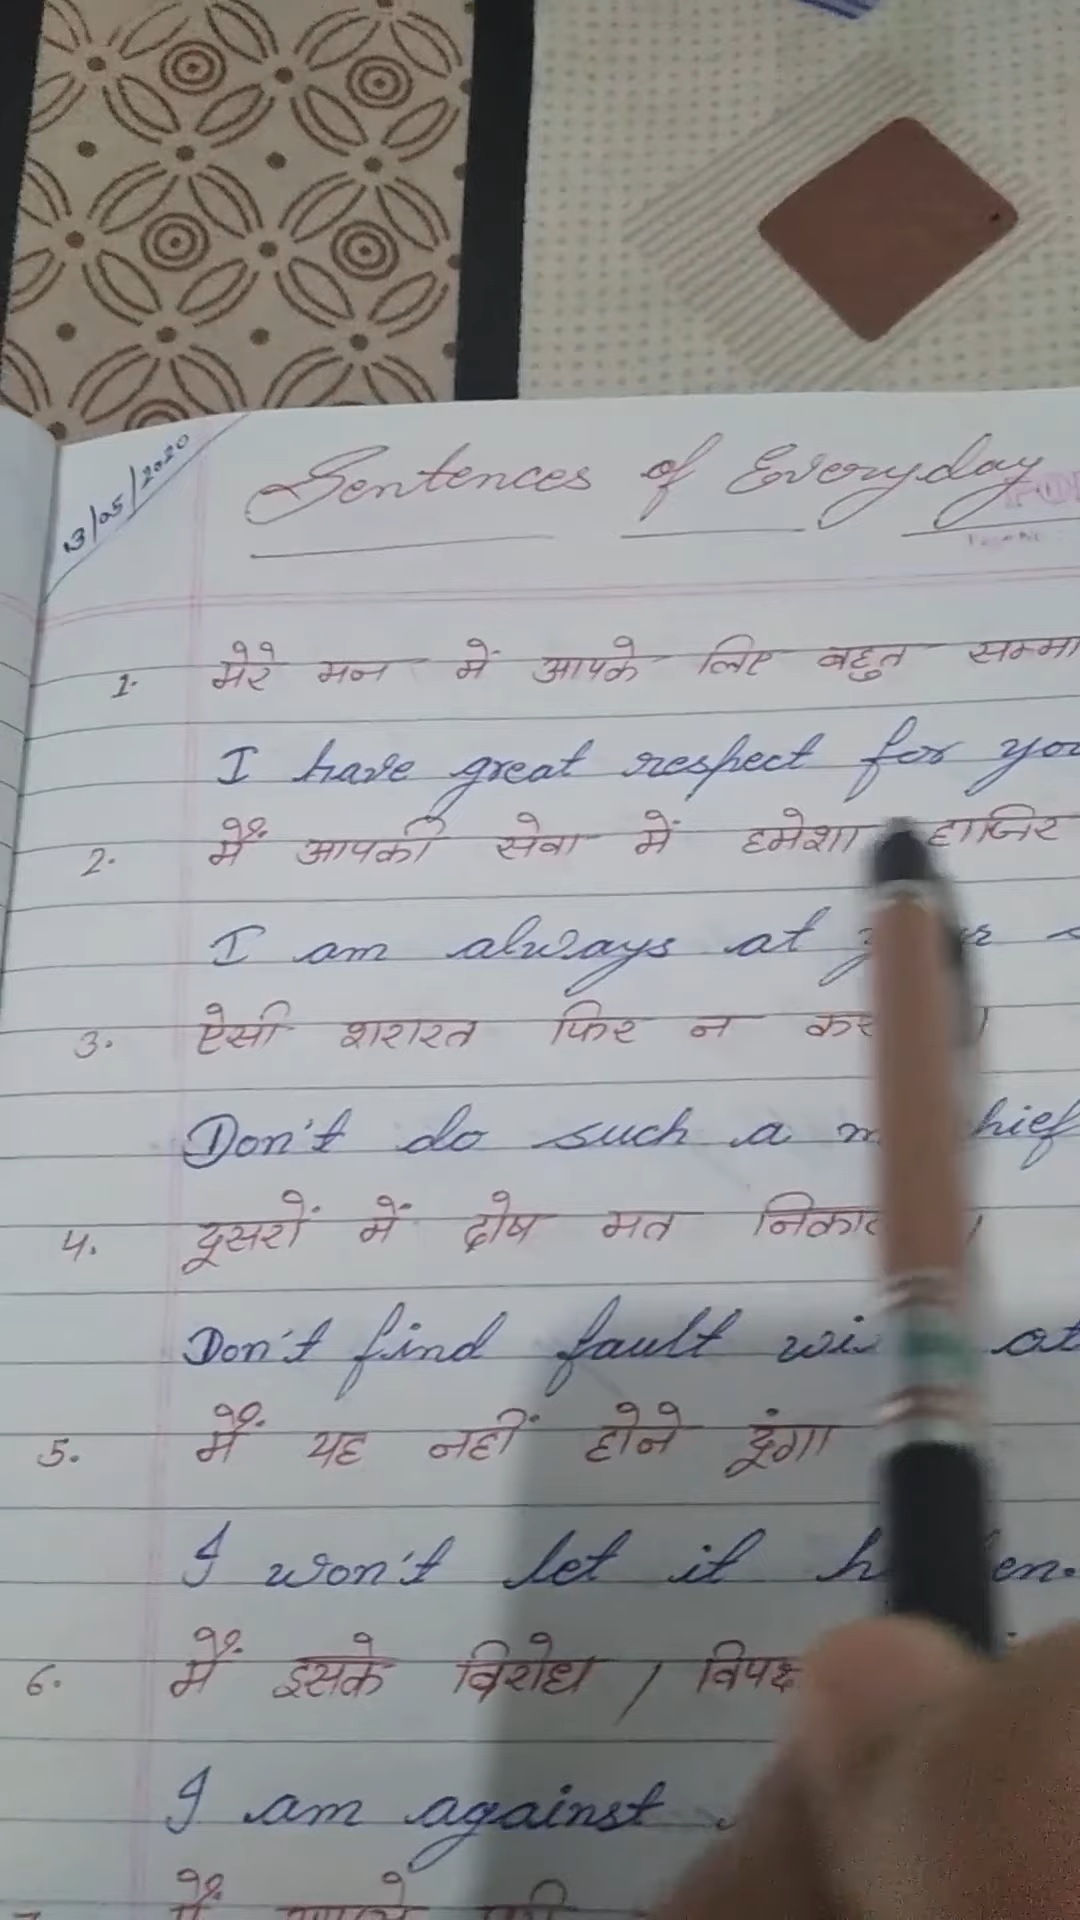 13/05/2020
Sentences of Everyday
1. मेरे मन में आपके लिए बहुत सम्मा
I have great respect for you
2. मैं आपकी सेवा में हमेशा हाजिर
I am always at
3. ऐसी शरारत फिर न
Don't do such a
4. दूसरों में दोष मत
Don't find fault
5. मैं यह नहीं होने दूंगा
I won't let it
6. मैं इसके विरोध / विपक्ष
I am against